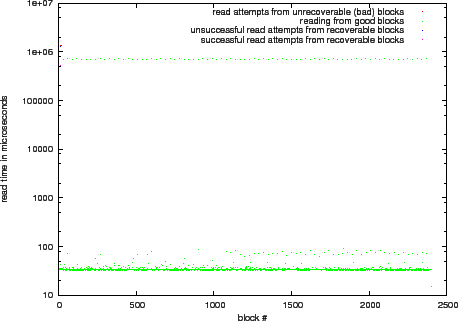 1e+07
1e+06
100000
10000
1000
100
10
read time in microseconds
read attempts from unrecoverable (bad) blocks
reading from good blocks
unsuccessful read attempts from recoverable blocks
successful read attempts from recoverable blocks
0 500 1000 1500 2000 2500
block #